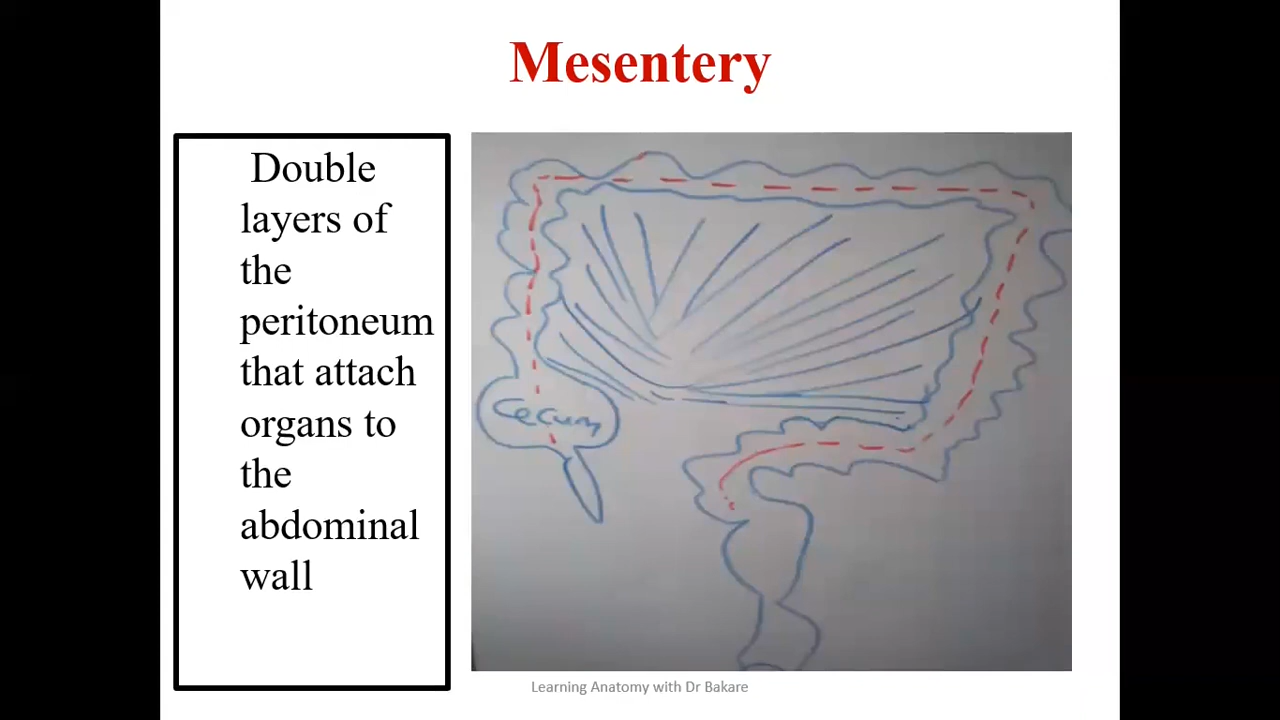 Mesentery
Double
layers of
the
peritoneum
that attach
organs to
the
abdominal
wall
Cecum
Learning Anatomy with Dr Bakare